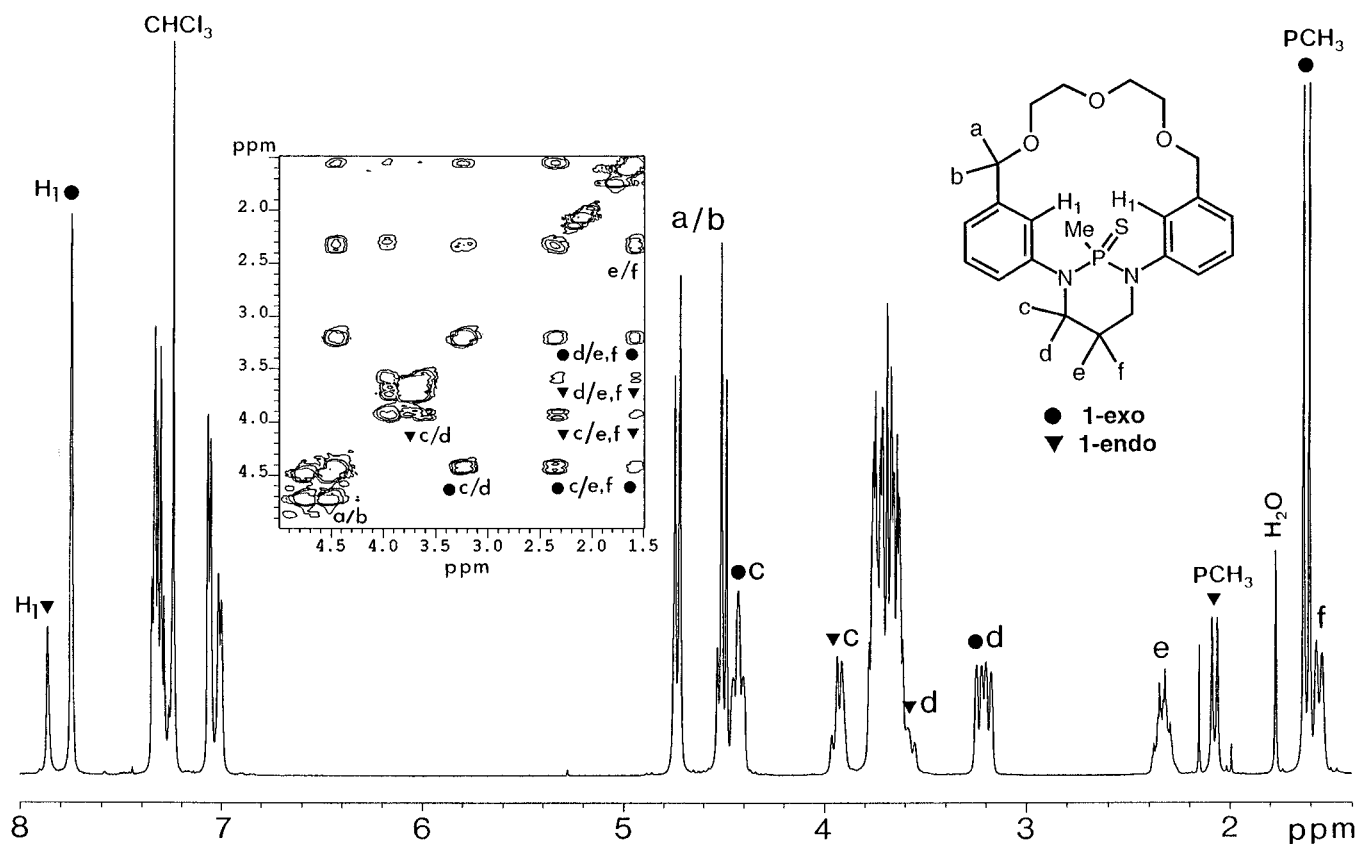 CHCl₃
PCH₃
●
H₁ ●
ppm
2.0
2.5
3.0
3.5
4.0
4.5
e/f
● d/e,f ●
▼ d/e,f ▼
▼ c/d
▼ c/e,f ▼
● c/d
● c/e,f ●
a/b
4.5 4.0 3.5 3.0 2.5 2.0 1.5
ppm
a/b
O
O
O
a
b
H₁
H₁
Me
S
P
N
N
c
d
e
f
● 1-exo
▼ 1-endo
H₁ ▼
● c
▼ c
▼ d
● d
e
PCH₃
▼
H₂O
f
8 7 6 5 4 3 2 ppm